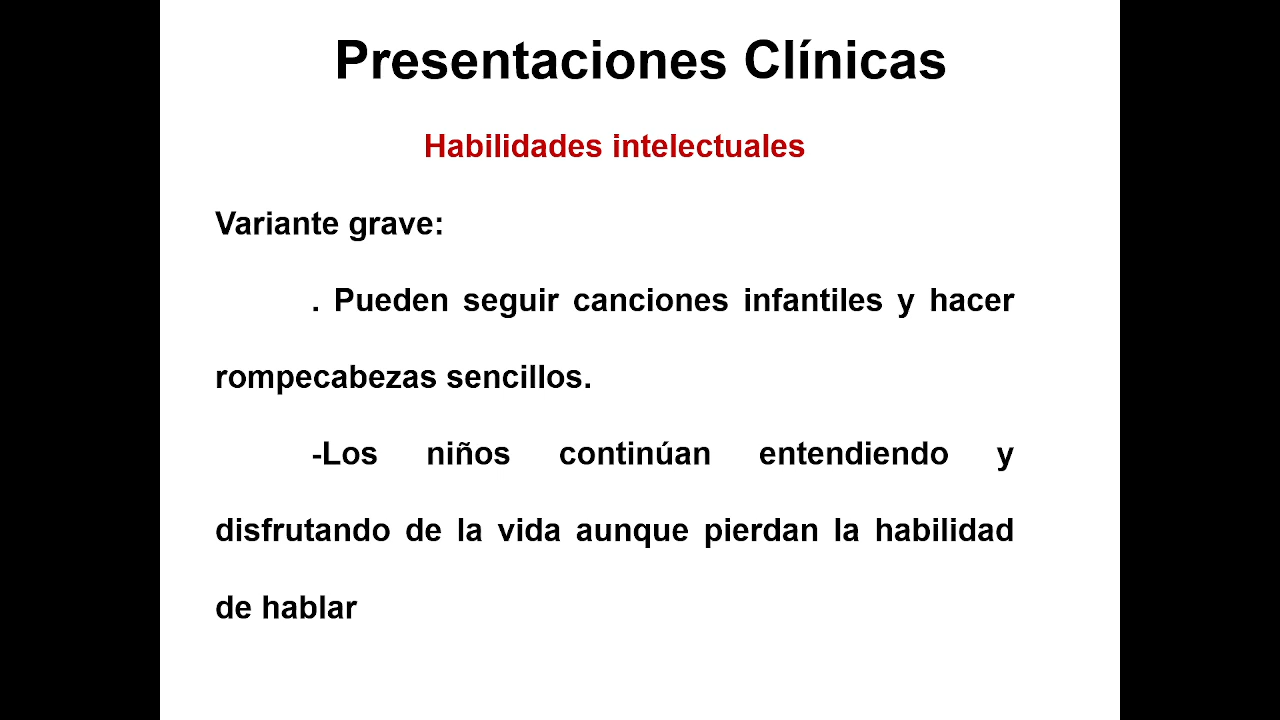 Presentaciones Clínicas
Habilidades intelectuales
Variante grave:
. Pueden seguir canciones infantiles y hacer
rompecabezas sencillos.
-Los niños continúan entendiendo y
disfrutando de la vida aunque pierdan la habilidad
de hablar